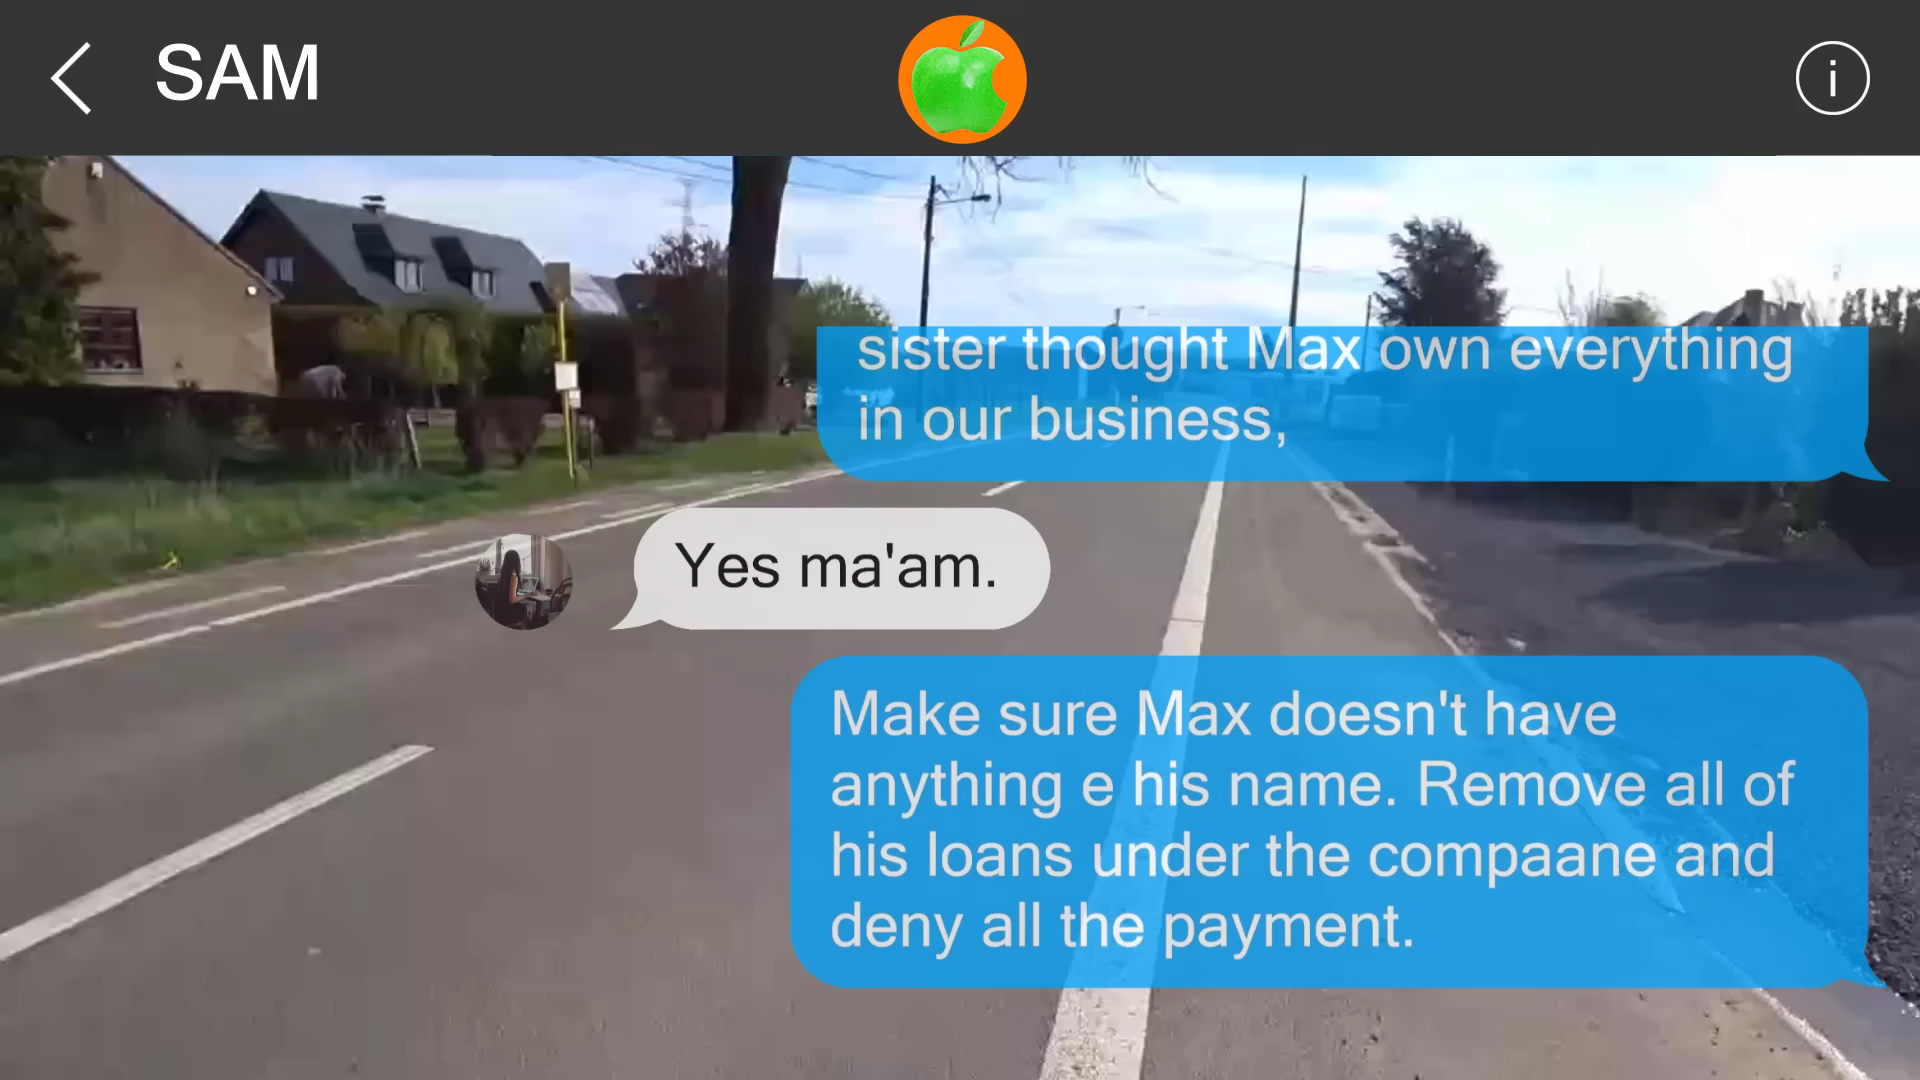 SAM
sister thought Max own everything
in our business,
Yes ma'am.
Make sure Max doesn't have
anything e his name. Remove all of
his loans under the compaane and
deny all the payment.